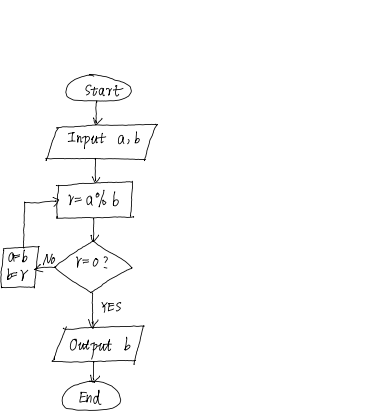 Start
Input a, b
r = a % b
r = 0 ?
No
a=b
b=r
YES
Output b
End